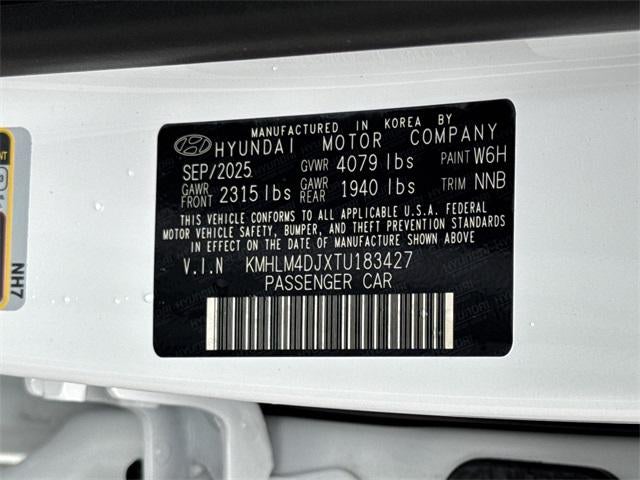 MANUFACTURED IN KOREA BY
HYUNDAI MOTOR COMPANY
SEP/2025 GVWR 4079 lbs PAINT W6H
GAWR FRONT 2315 lbs GAWR REAR 1940 lbs TRIM NNB
THIS VEHICLE CONFORMS TO ALL APPLICABLE U.S.A. FEDERAL
MOTOR VEHICLE SAFETY, BUMPER, AND THEFT PREVENTION STANDARDS
IN EFFECT ON THE DATE OF MANUFACTURE SHOWN ABOVE
V.I.N KMHLM4DJXTU183427
PASSENGER CAR
NH7